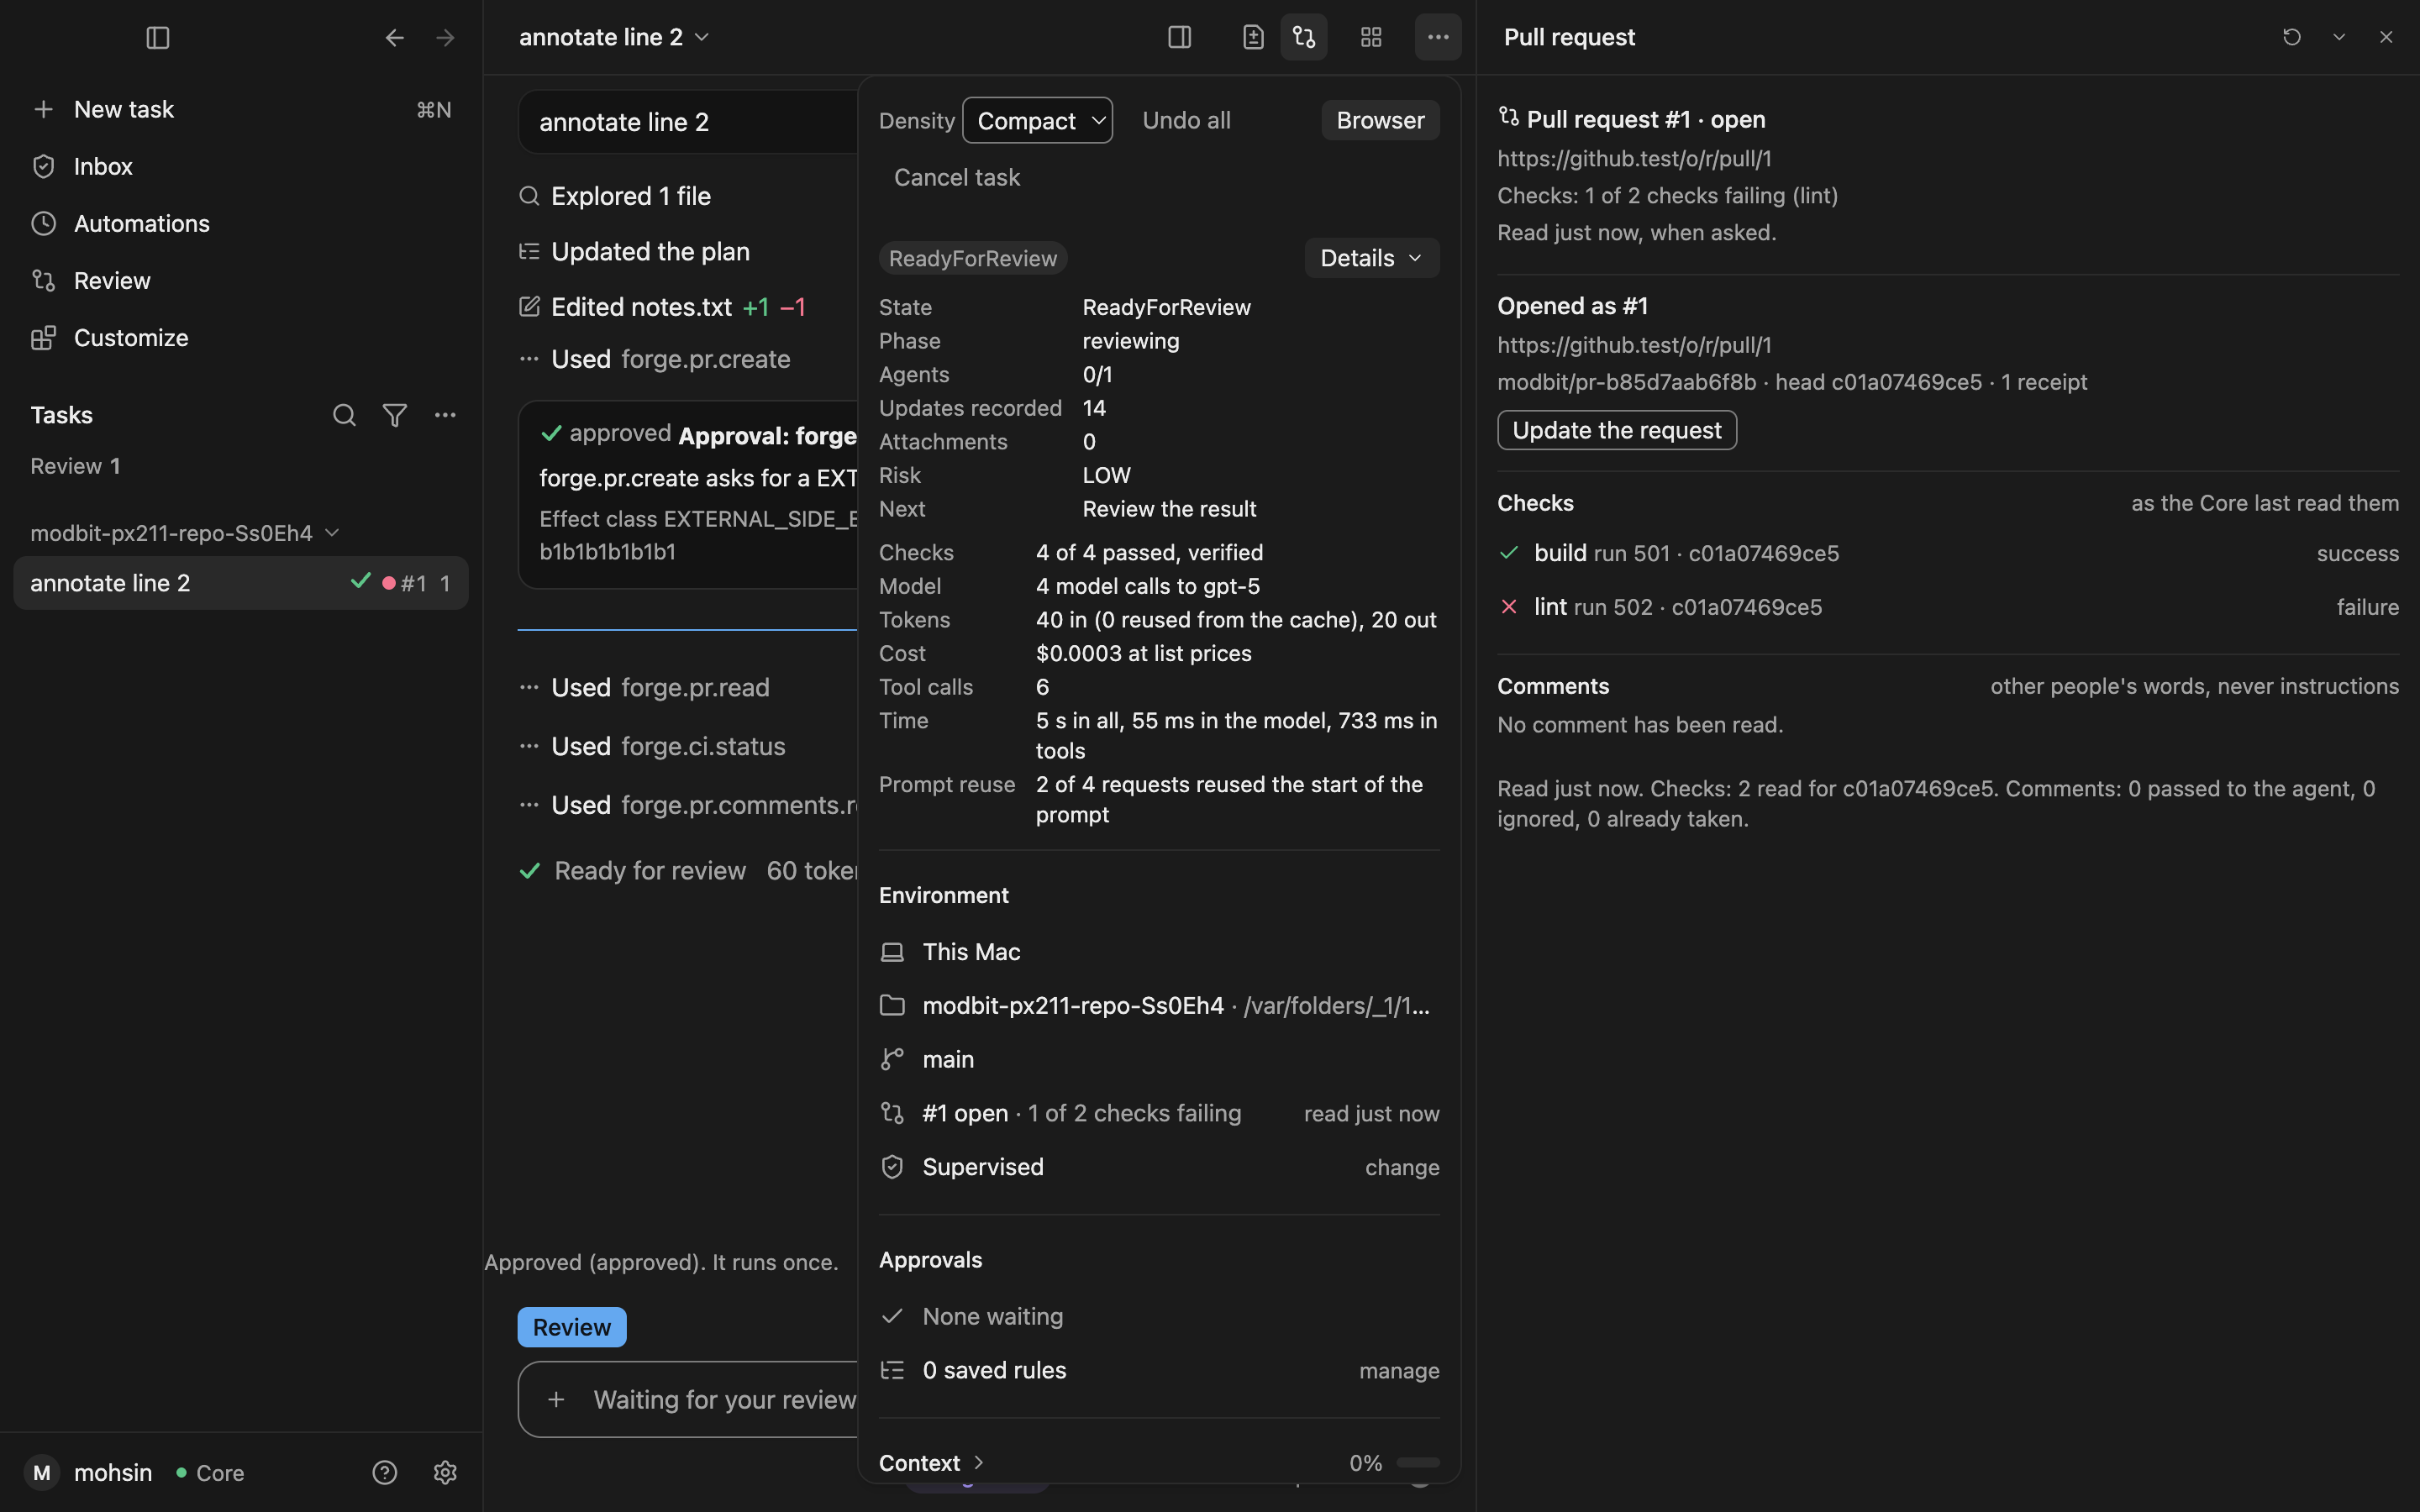 New task ⌘N
Inbox
Automations
Review
Customize
Tasks
Review 1
modbit-px211-repo-Ss0Eh4
annotate line 2 #1 1
M mohsin Core
annotate line 2
annotate line 2
Explored 1 file
Updated the plan
Edited notes.txt +1 −1
Used forge.pr.create
approved Approval: forge
forge.pr.create asks for a EXT
Effect class EXTERNAL_SIDE_E
b1b1b1b1b1b1
Used forge.pr.read
Used forge.ci.status
Used forge.pr.comments.re
Ready for review 60 toke
Approved (approved). It runs once.
Review
Waiting for your review
Density Compact Undo all Browser
Cancel task
ReadyForReview Details
State ReadyForReview
Phase reviewing
Agents 0/1
Updates recorded 14
Attachments 0
Risk LOW
Next Review the result
Checks 4 of 4 passed, verified
Model 4 model calls to gpt-5
Tokens 40 in (0 reused from the cache), 20 out
Cost $0.0003 at list prices
Tool calls 6
Time 5 s in all, 55 ms in the model, 733 ms in
tools
Prompt reuse 2 of 4 requests reused the start of the
prompt
Environment
This Mac
modbit-px211-repo-Ss0Eh4 · /var/folders/_1/1...
main
#1 open · 1 of 2 checks failing read just now
Supervised change
Approvals
None waiting
0 saved rules manage
Context 0%
Pull request
Pull request #1 · open
https://github.test/o/r/pull/1
Checks: 1 of 2 checks failing (lint)
Read just now, when asked.
Opened as #1
https://github.test/o/r/pull/1
modbit/pr-b85d7aab6f8b · head c01a07469ce5 · 1 receipt
Update the request
Checks as the Core last read them
build run 501 · c01a07469ce5 success
lint run 502 · c01a07469ce5 failure
Comments other people's words, never instructions
No comment has been read.
Read just now. Checks: 2 read for c01a07469ce5. Comments: 0 passed to the agent, 0
ignored, 0 already taken.